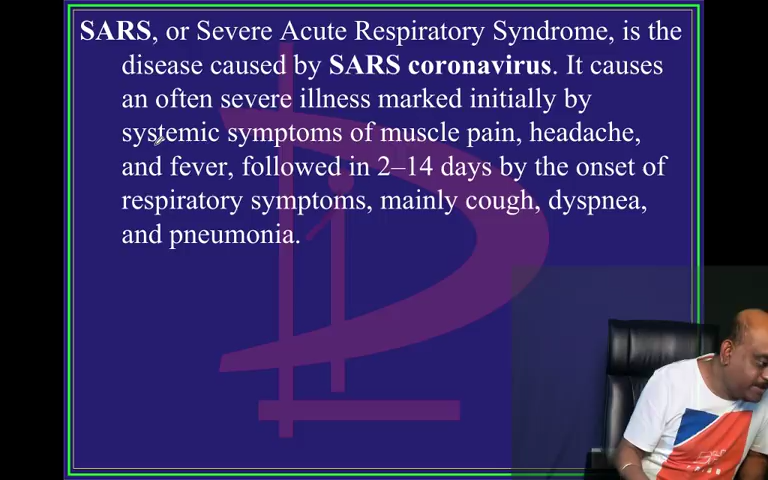 SARS, or Severe Acute Respiratory Syndrome, is the
disease caused by SARS coronavirus. It causes
an often severe illness marked initially by
systemic symptoms of muscle pain, headache,
and fever, followed in 2–14 days by the onset of
respiratory symptoms, mainly cough, dyspnea,
and pneumonia.